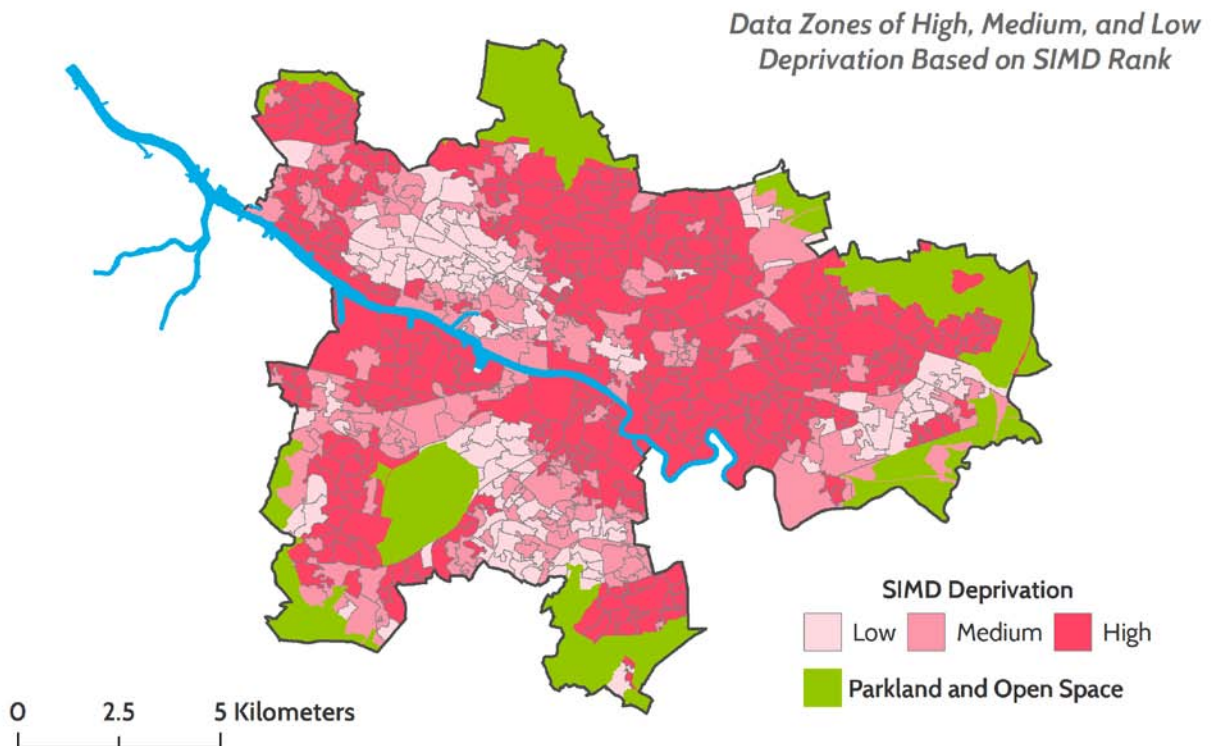 Data Zones of High, Medium, and Low
Deprivation Based on SIMD Rank
SIMD Deprivation
Low Medium High
Parkland and Open Space
0 2.5 5 Kilometers